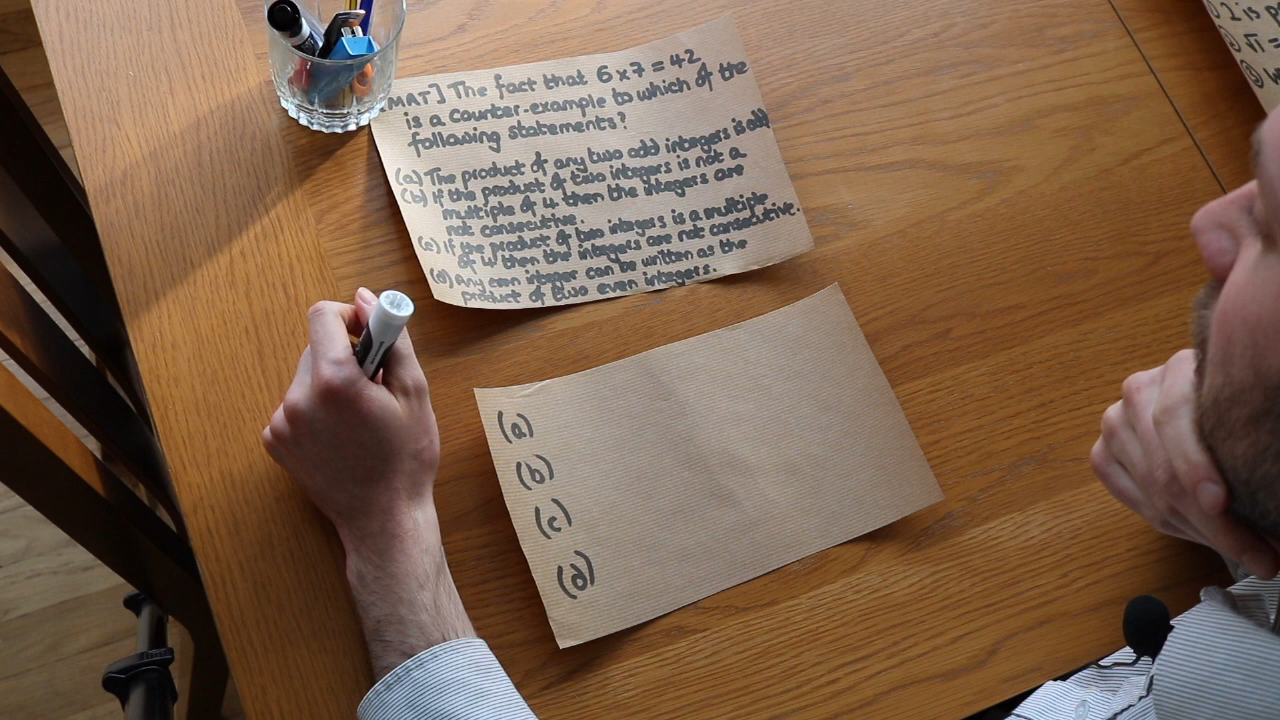 [MAT] The fact that 6 x 7 = 42
is a counter-example to which of the
following statements?
(a) The product of any two odd integers is odd
(b) If the product of two integers is not a
multiple of 4 then the integers are
not consecutive.
(c) If the product of two integers is a multiple
of 4 then the integers are not consecutive.
(d) Any even integer can be written as the
product of two even integers.
(a)
(b)
(c)
(d)
2 is